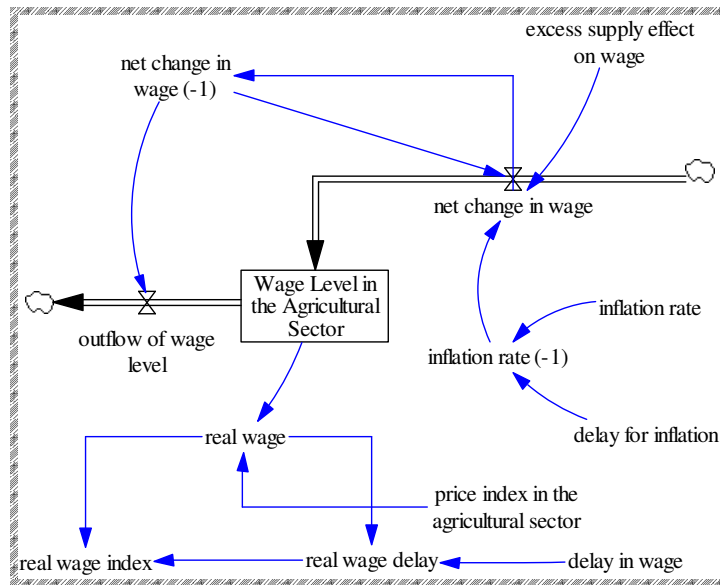 excess supply effect
on wage
net change in
wage (-1)
net change in wage
Wage Level in
the Agricultural
Sector
outflow of wage
level
inflation rate
inflation rate (-1)
delay for inflation
real wage
price index in the
agricultural sector
real wage index
real wage delay
delay in wage